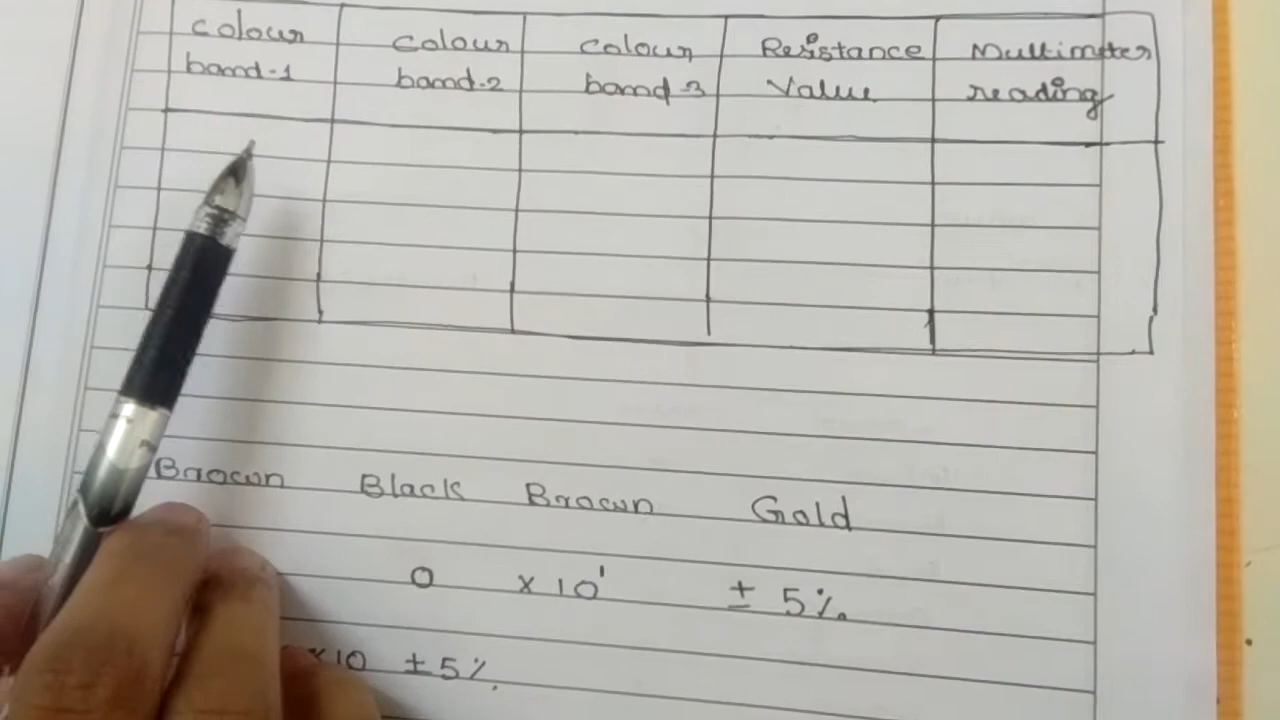 Colour band-1 | Colour band-2 | Colour band-3 | Resistance Value | Multimeter reading
Brown Black Brown Gold
0 × 10¹ ± 5%.
×10 ± 5%.